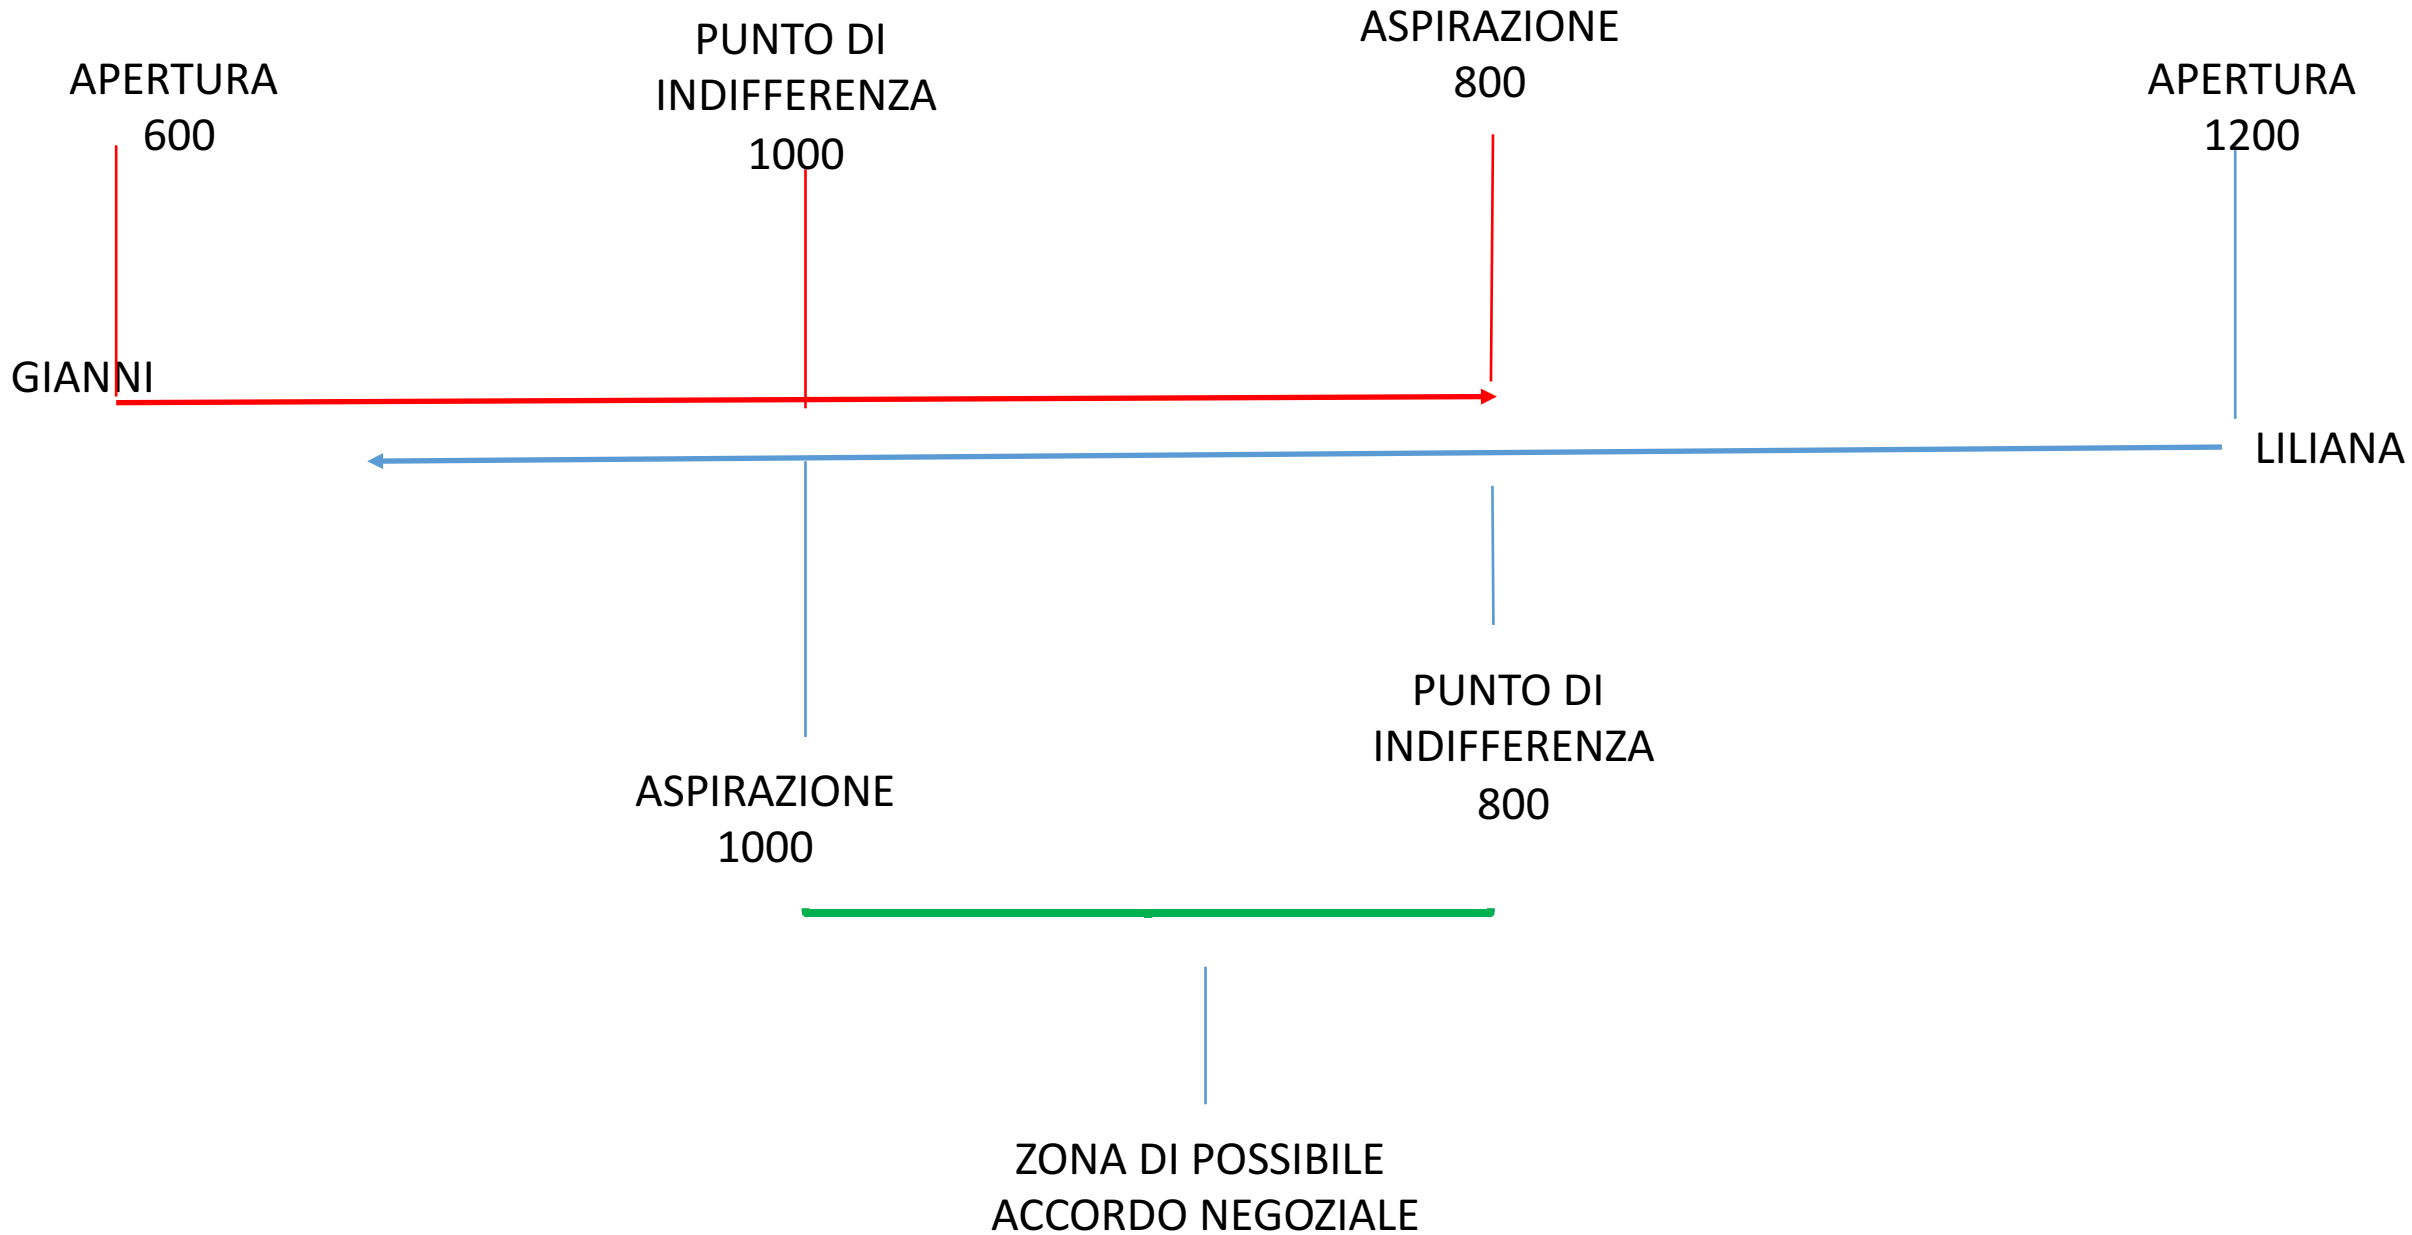 APERTURA
600
PUNTO DI
INDIFFERENZA
1000
ASPIRAZIONE
800
APERTURA
1200
GIANNI
LILIANA
ASPIRAZIONE
1000
PUNTO DI
INDIFFERENZA
800
ZONA DI POSSIBILE
ACCORDO NEGOZIALE